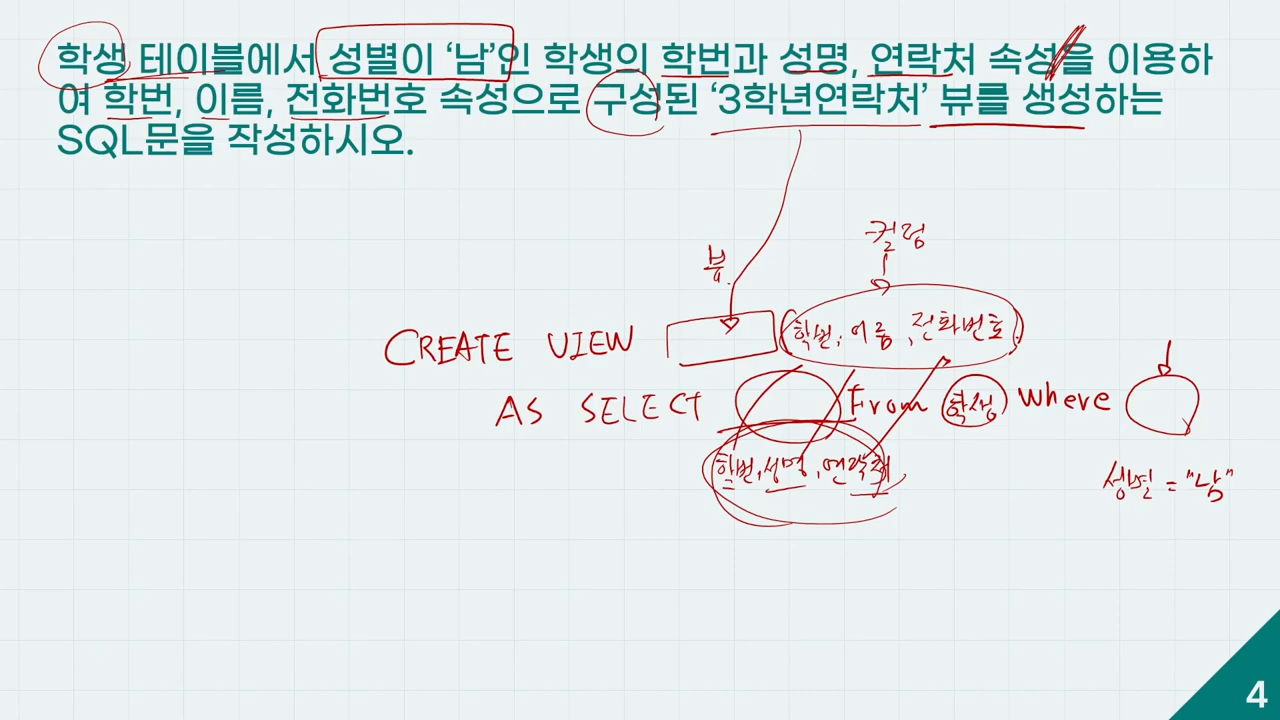 학생 테이블에서 성별이 ‘남’인 학생의 학번과 성명, 연락처 속성을 이용하
여 학번, 이름, 전화번호 속성으로 구성된 ‘3학년연락처’ 뷰를 생성하는
SQL문을 작성하시오.
컬럼
뷰
CREATE VIEW (학번, 이름, 전화번호)
AS SELECT From 학생 Where
학번, 성명, 연락처
성별 = "남"
4